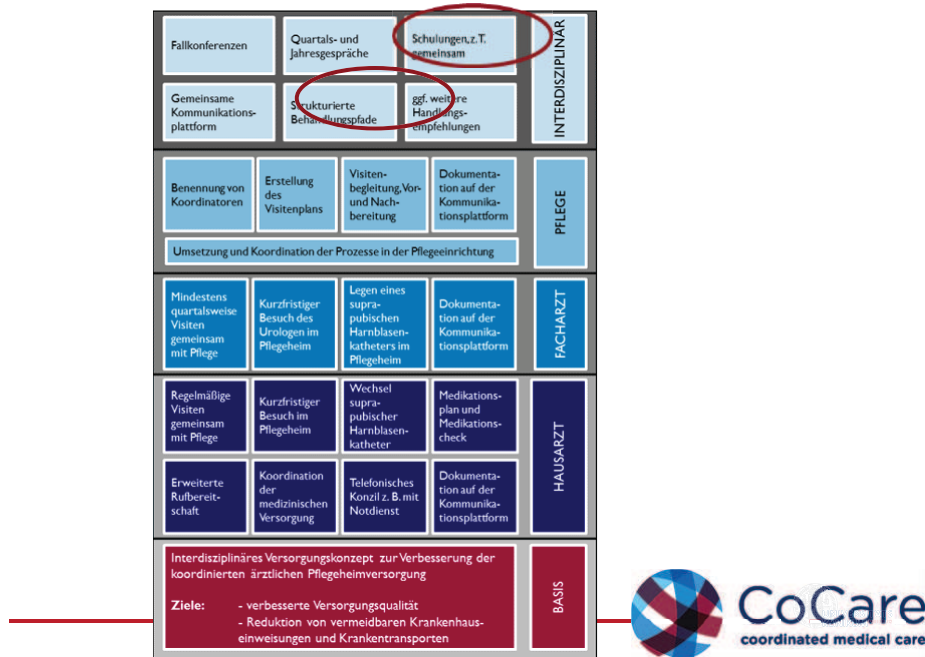 Fallkonferenzen
Quartals- und
Jahresgespräche
Schulungen, z.T.
gemeinsam
Gemeinsame
Kommunikations-
plattform
Strukturierte
Behandlungspfade
ggf. weitere
Handlungs-
empfehlungen
INTERDISZIPLINÄR
Benennung von
Koordinatoren
Erstellung
des
Visitenplans
Visiten-
begleitung, Vor-
und Nach-
bereitung
Dokumenta-
tion auf der
Kommunika-
tionsplattform
Umsetzung und Koordination der Prozesse in der Pflegeeinrichtung
PFLEGE
Mindestens
quartalsweise
Visiten
gemeinsam
mit Pflege
Kurzfristiger
Besuch des
Urologen im
Pflegeheim
Legen eines
supra-
pubischen
Harnblasen-
katheters im
Pflegeheim
Dokumenta-
tion auf der
Kommunika-
tionsplattform
FACHARZT
Regelmäßige
Visiten
gemeinsam
mit Pflege
Kurzfristiger
Besuch im
Pflegeheim
Wechsel
supra-
pubischer
Harnblasen-
katheter
Medikations-
plan und
Medikations-
check
Erweiterte
Rufbereit-
schaft
Koordination
der
medizinischen
Versorgung
Telefonisches
Konzil z. B. mit
Notdienst
Dokumenta-
tion auf der
Kommunika-
tionsplattform
HAUSARZT
Interdisziplinäres Versorgungskonzept zur Verbesserung der
koordinierten ärztlichen Pflegeheimversorgung
Ziele: - verbesserte Versorgungsqualität
- Reduktion von vermeidbaren Krankenhaus-
einweisungen und Krankentransporten
BASIS
CoCare
coordinated medical care